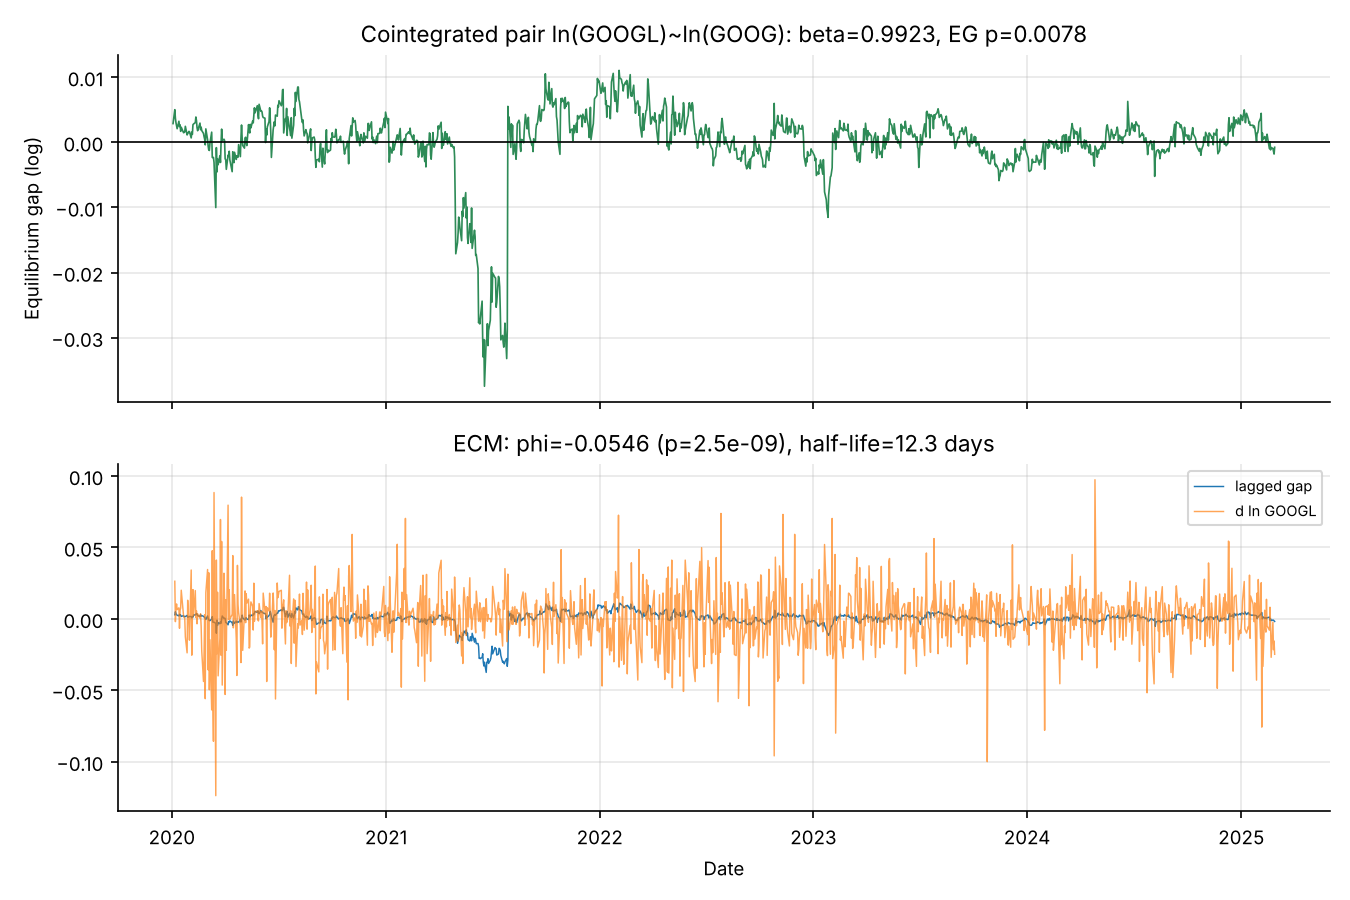 Cointegrated pair ln(GOOGL)~ln(GOOG): beta=0.9923, EG p=0.0078
0.01
0.00
−0.01
−0.02
−0.03
Equilibrium gap (log)
ECM: phi=-0.0546 (p=2.5e-09), half-life=12.3 days
lagged gap
d ln GOOGL
0.10
0.05
0.00
−0.05
−0.10
2020 2021 2022 2023 2024 2025
Date